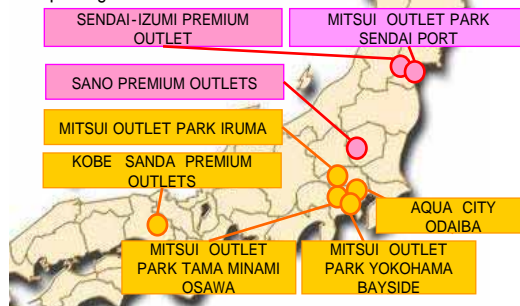 SENDAI-IZUMI PREMIUM
OUTLET
MITSUI OUTLET PARK
SENDAI PORT
SANO PREMIUM OUTLETS
MITSUI OUTLET PARK IRUMA
KOBE SANDA PREMIUM
OUTLETS
AQUA CITY
ODAIBA
MITSUI OUTLET
PARK TAMA MINAMI
OSAWA
MITSUI OUTLET
PARK YOKOHAMA
BAYSIDE